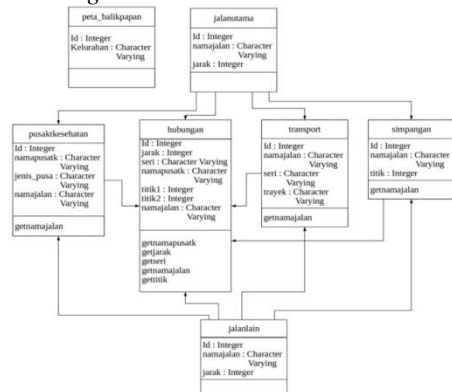 peta_balikpapan
Id : Integer
Kelurahan : Character
Varying
jalanutama
Id : Integer
namajalan : Character
Varying
jarak : Integer
pusaktkesehatan
Id : Integer
namapusatk : Character
Varying
jenis_pusa : Character
Varying
namajalan : Character
Varying
getnamajalan
hubungan
Id : Integer
jarak : Integer
seri : Character Varying
namapusatk : Character
Varying
titik1 : Integer
titik2 : Integer
namajalan : Character
Varying
getnamapusatk
getjarak
getseri
getnamajalan
gettitik
transport
Id : Integer
namajalan : Character
Varying
seri : Character
Varying
trayek : Character
Varying
getnamajalan
simpangan
Id : Integer
namajalan : Character
Varying
titik : Integer
getnamajalan
jalanlain
Id : Integer
namajalan : Character
Varying
jarak : Integer